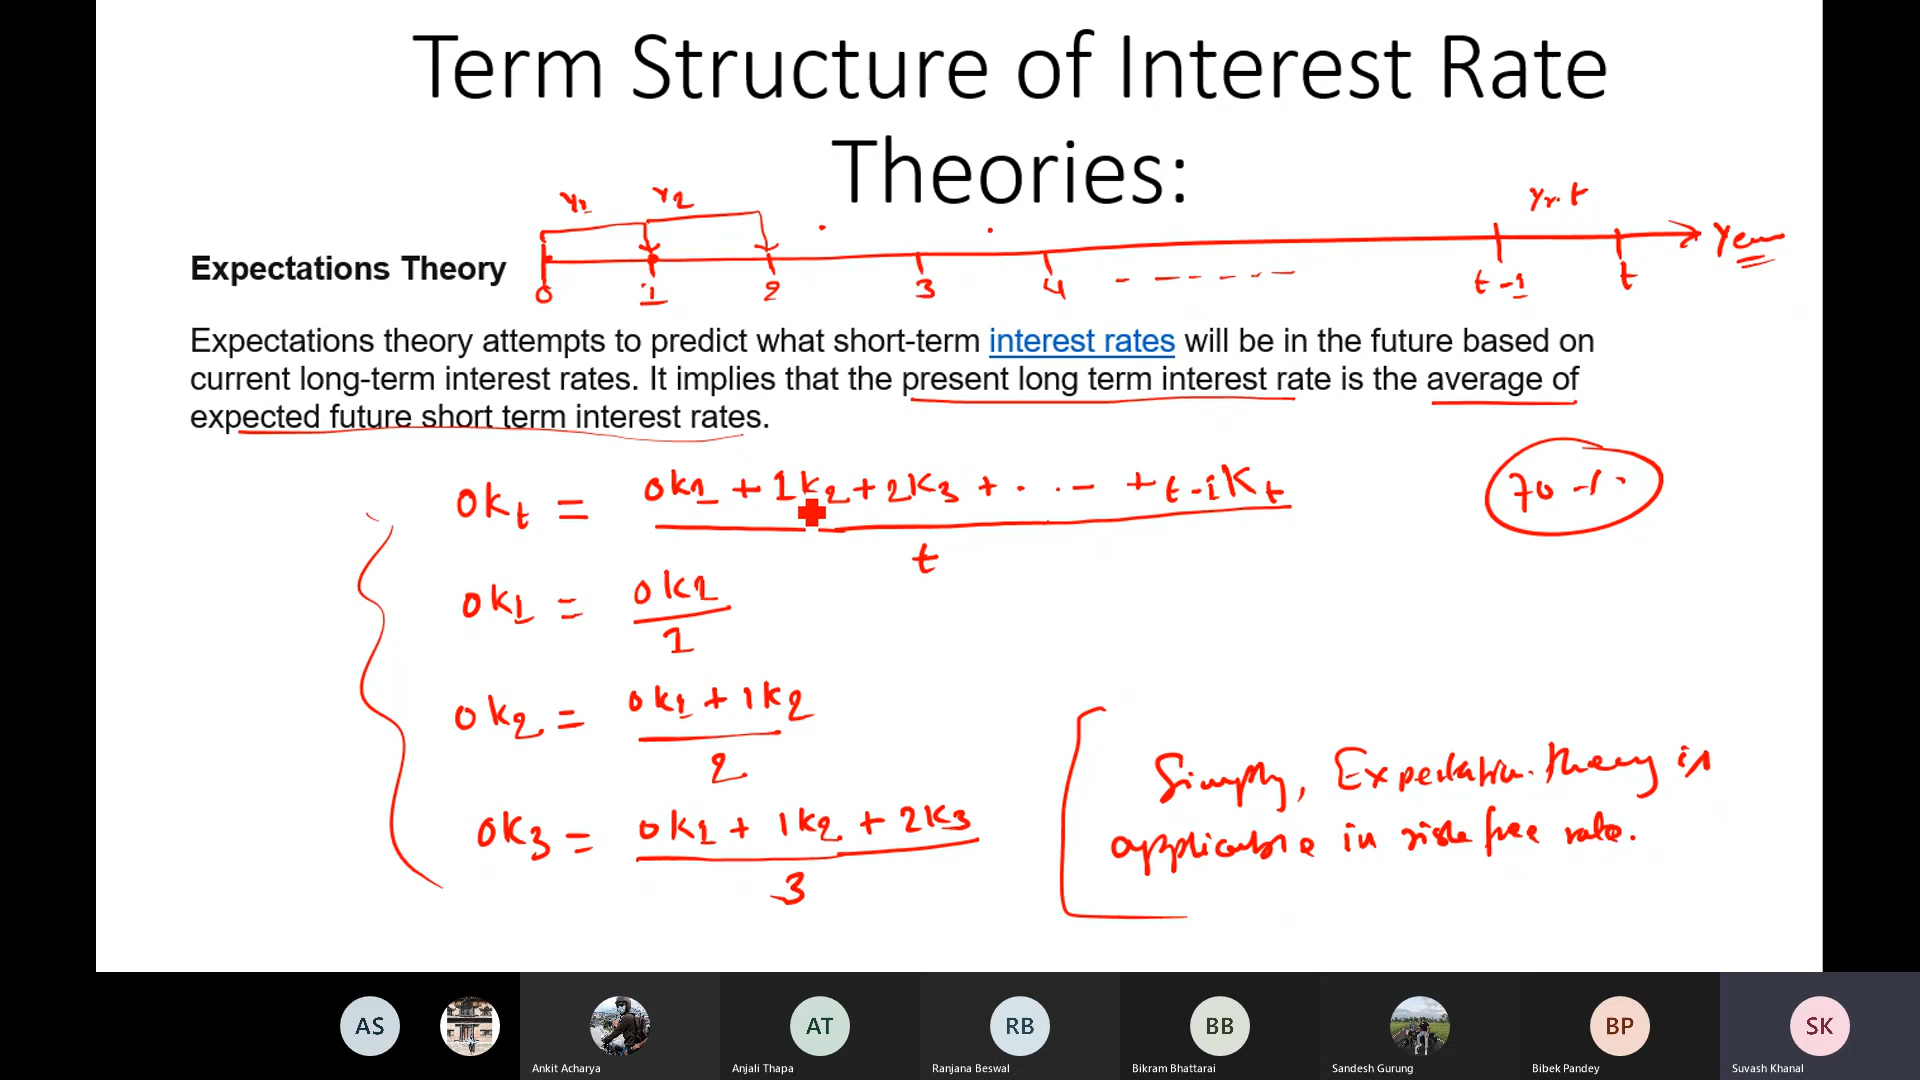 Term Structure of Interest Rate
Theories:
Y1 Y2 Yr. t
Expectations Theory
Year
0 1 2 3 4 ------- t-1 t
Expectations theory attempts to predict what short-term interest rates will be in the future based on
current long-term interest rates. It implies that the present long term interest rate is the average of
expected future short term interest rates.
0kt = 0k1 + 1k2 + 2k3 + ... + t-1kt
t
0k1 = 0k1
1
0k2 = 0k1 + 1k2
2
0k3 = 0k1 + 1k2 + 2k3
3
Simply, Expectation theory is
applicable in risk free rate.
AS
AT
RB
BB
BP
SK
Ankit Acharya
Anjali Thapa
Ranjana Beswal
Bikram Bhattarai
Sandesh Gurung
Bibek Pandey
Suvash Khanal